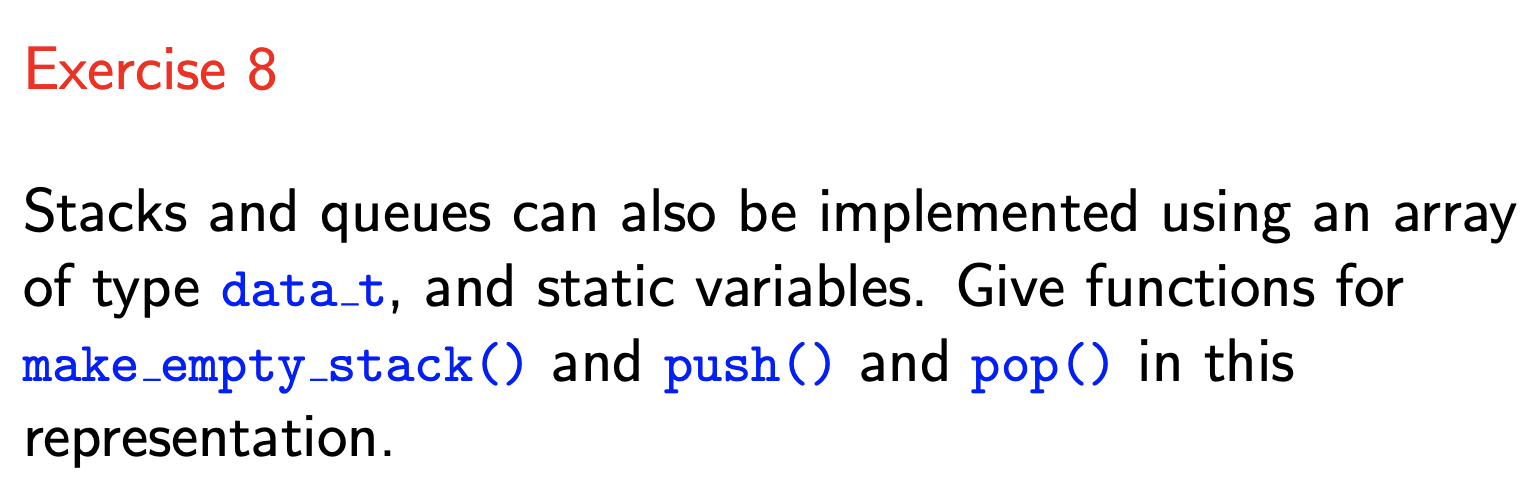 Exercise 8
Stacks and queues can also be implemented using an array
of type data_t, and static variables. Give functions for
make_empty_stack() and push() and pop() in this
representation.